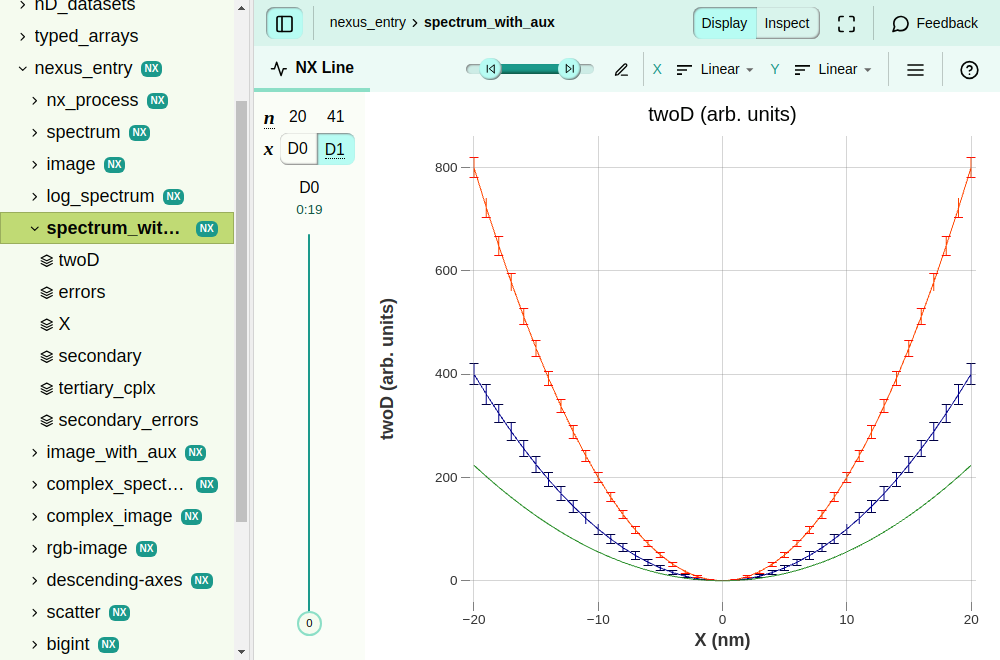 nD_datasets
typed_arrays
nexus_entry NX
nx_process NX
spectrum NX
image NX
log_spectrum NX
spectrum_wit... NX
twoD
errors
X
secondary
tertiary_cplx
secondary_errors
image_with_aux NX
complex_spect... NX
complex_image NX
rgb-image NX
descending-axes NX
scatter NX
bigint NX
nexus_entry › spectrum_with_aux
Display Inspect
Feedback
NX Line
X Linear
Y Linear
n 20 41
x D0 D1
D0
0:19
0
twoD (arb. units)
twoD (arb. units)
800
600
400
200
0
−20 −10 0 10 20
X (nm)